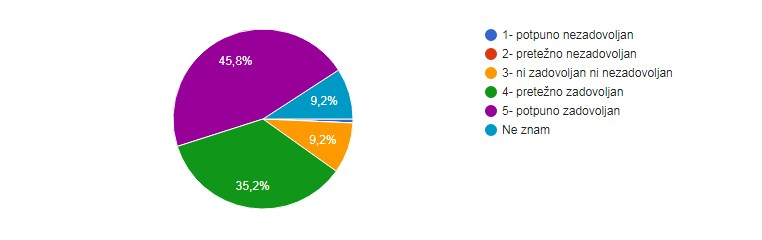 45,8%
9,2%
9,2%
35,2%
1- potpuno nezadovoljan
2- pretežno nezadovoljan
3- ni zadovoljan ni nezadovoljan
4- pretežno zadovoljan
5- potpuno zadovoljan
Ne znam